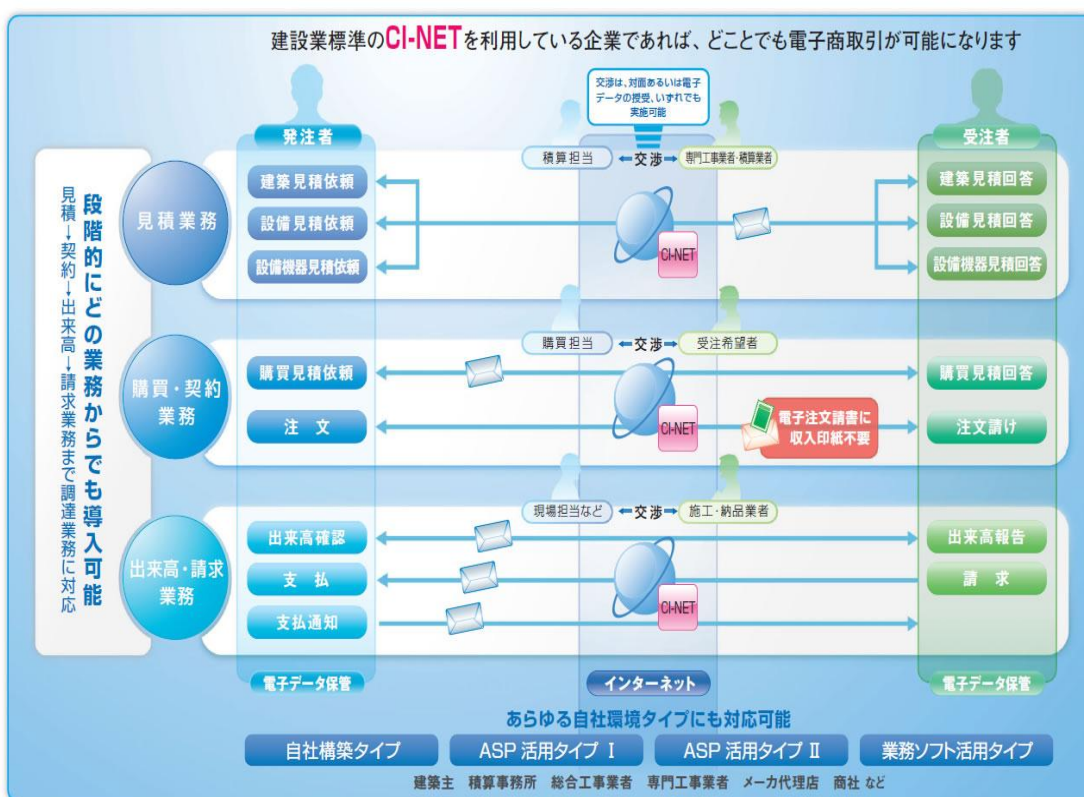 建設業標準のCI-NETを利用している企業であれば、どことでも電子商取引が可能になります
交渉は、対面あるいは電子
データの授受、いずれでも
実施可能
発注者
受注者
段階的にどの業務からでも導入可能
見積→契約→出来高→請求業務まで調達業務に対応
見積業務
積算担当
交渉
専門工事業者・積算業者
建築見積依頼
建築見積回答
設備見積依頼
設備見積回答
設備機器見積依頼
CI-NET
設備機器見積回答
購買・契約
業務
購買担当
交渉
受注希望者
購買見積依頼
購買見積回答
注文
CI-NET
電子注文請書に
収入印紙不要
注文請け
出来高・請求
業務
現場担当など
交渉
施工・納品業者
出来高確認
出来高報告
支払
請求
支払通知
CI-NET
電子データ保管
インターネット
電子データ保管
あらゆる自社環境タイプにも対応可能
自社構築タイプ
ASP 活用タイプ Ⅰ
ASP 活用タイプ Ⅱ
業務ソフト活用タイプ
建築主 積算事務所 総合工事業者 専門工事業者 メーカ代理店 商社 など